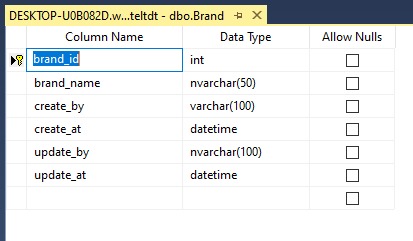 DESKTOP-U0B082D.w...teltdt - dbo.Brand
Column Name Data Type Allow Nulls
brand_id int
brand_name nvarchar(50)
create_by varchar(100)
create_at datetime
update_by nvarchar(100)
update_at datetime